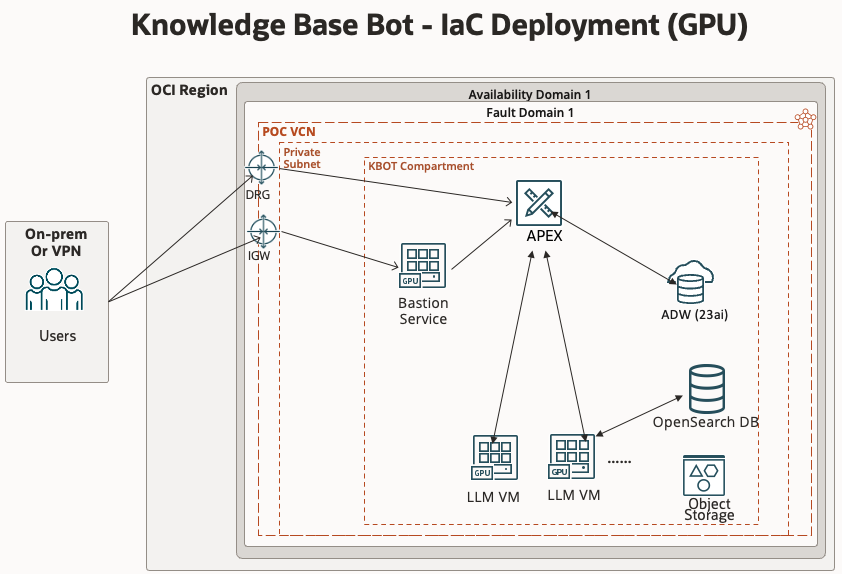 Knowledge Base Bot - IaC Deployment (GPU)
OCI Region
Availability Domain 1
Fault Domain 1
POC VCN
Private
Subnet
KBOT Compartment
DRG
APEX
On-prem
Or VPN
Users
IGW
GPU
Bastion
Service
ADW (23ai)
OpenSearch DB
GPU
LLM VM
GPU
LLM VM
......
Object
Storage